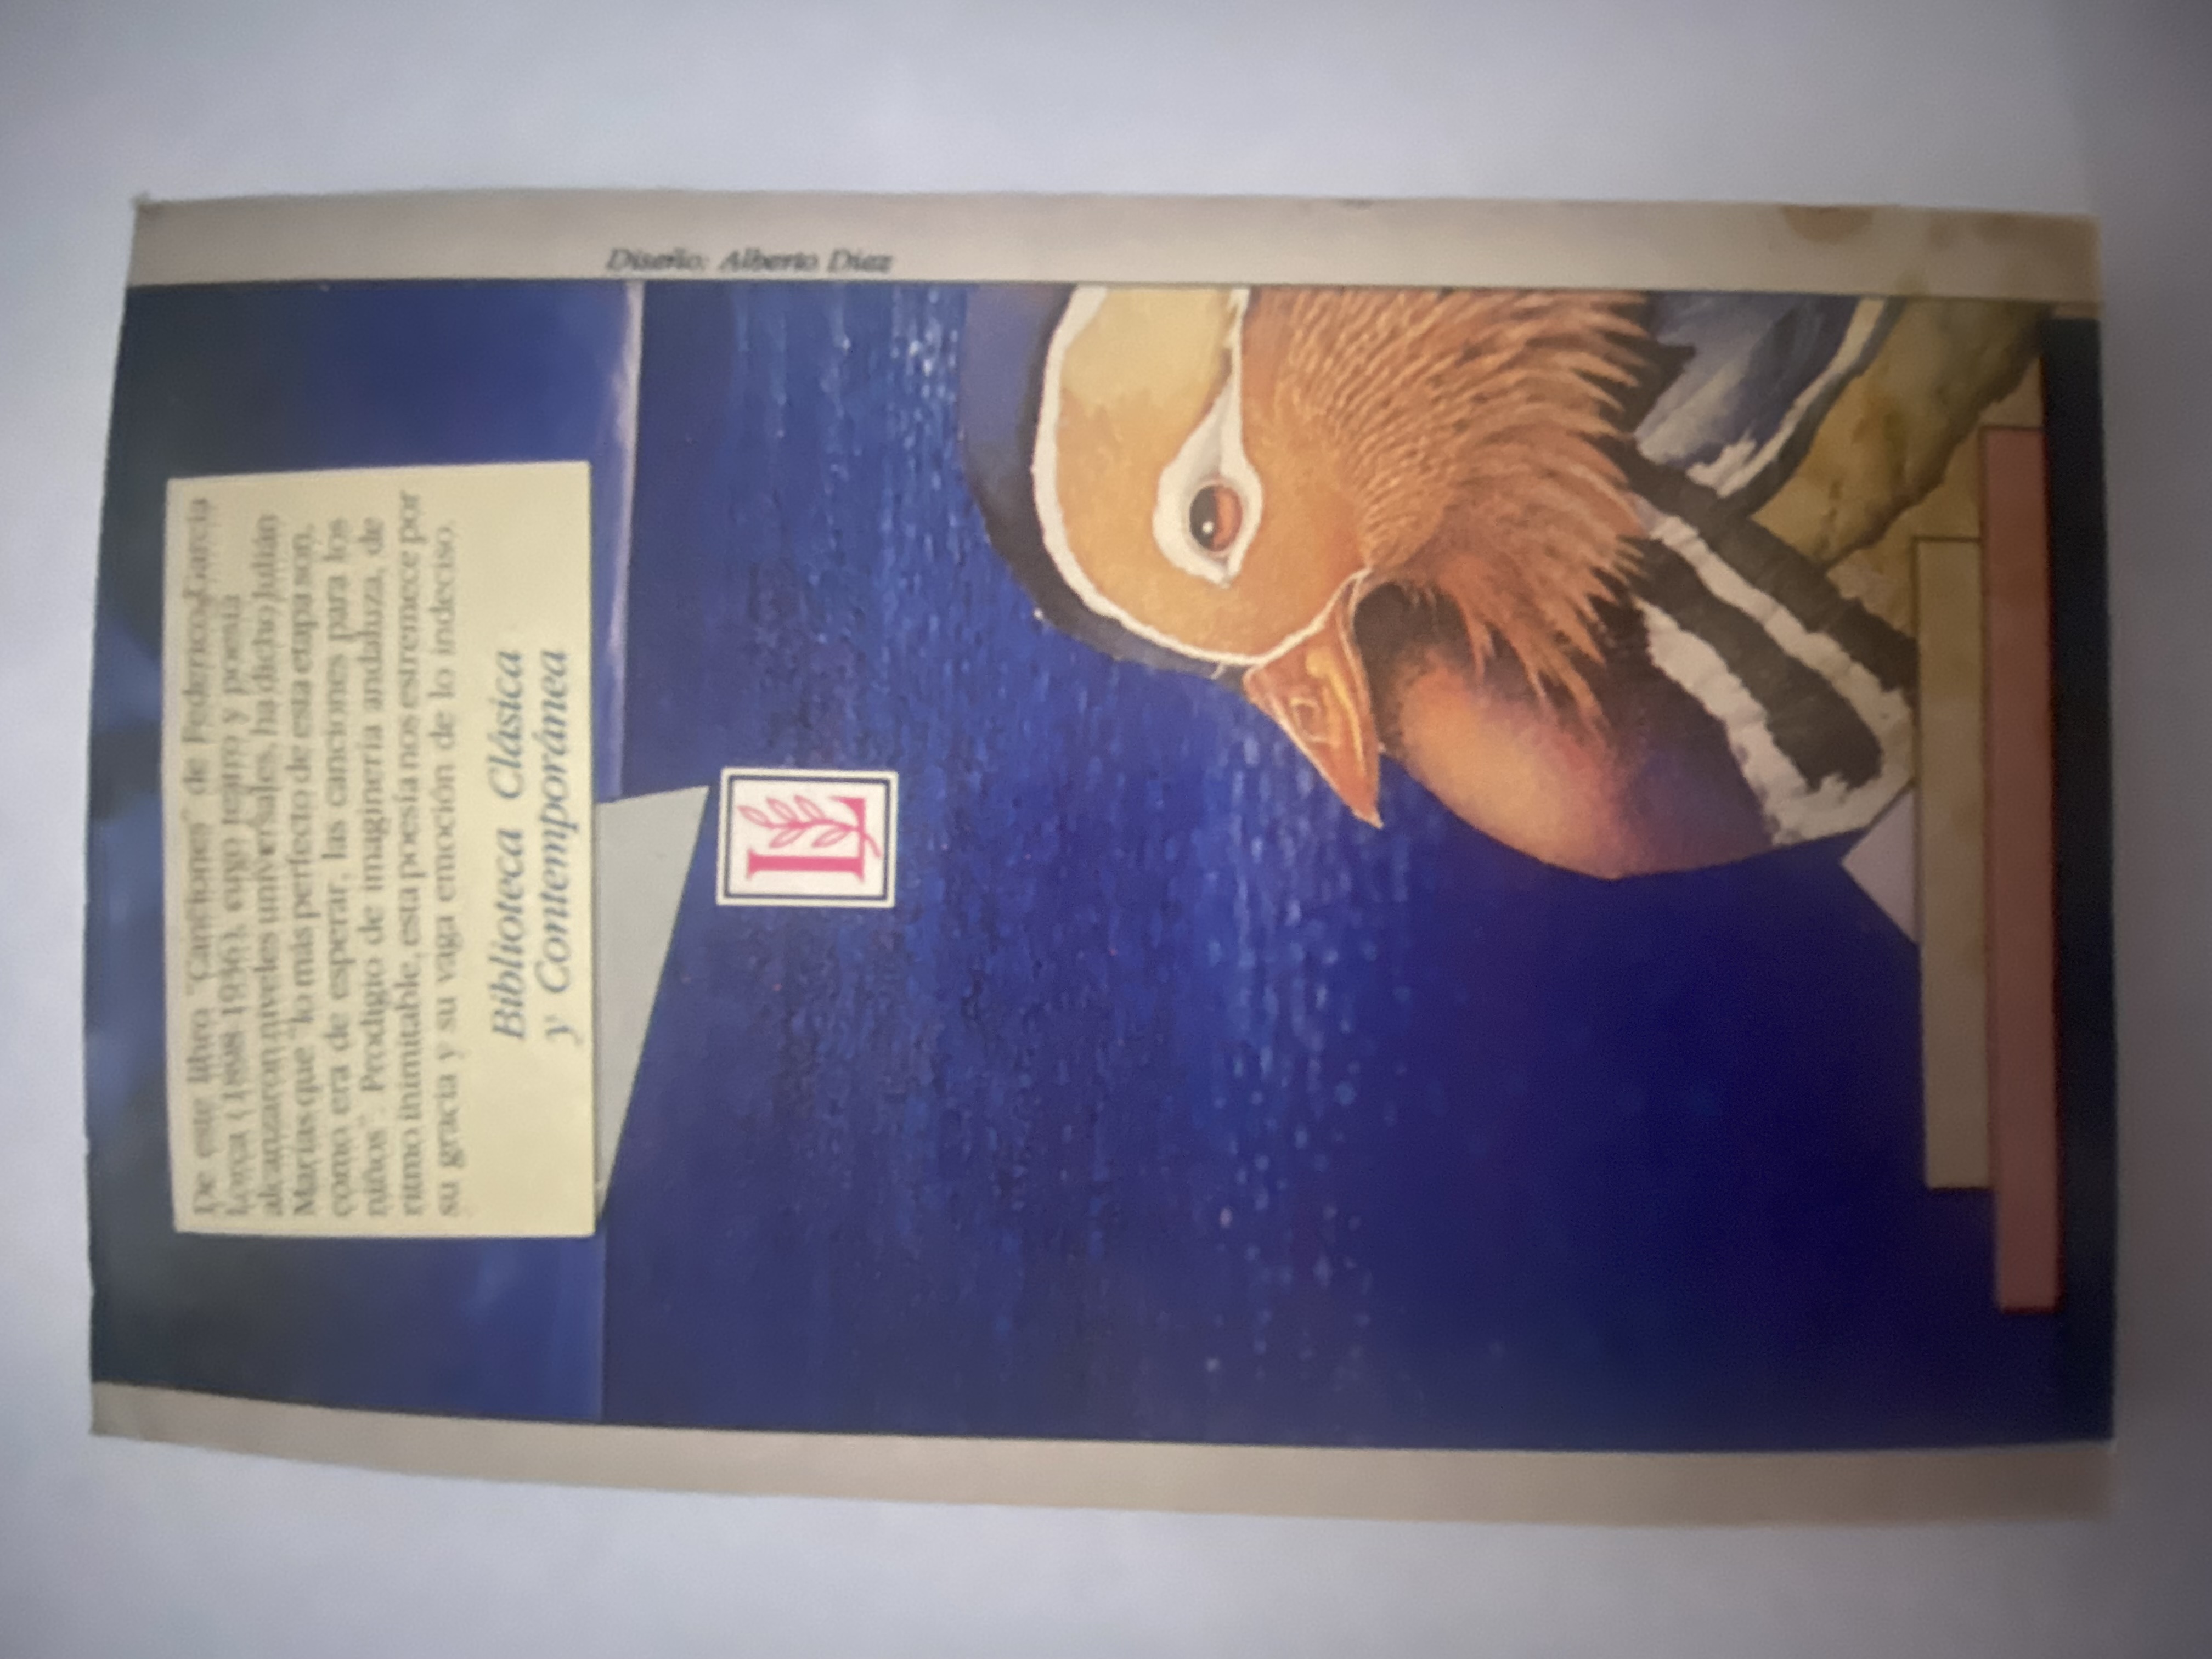 De este libro "Canciones" de Federico García
Lorca (1898-1936), cuyo teatro y poesía
alcanzaron niveles universales, ha dicho Julián
Marías que "lo más perfecto de esta etapa son,
como era de esperar, las canciones para los
niños". Prodigio de imaginería andaluza, de
ritmo inimitable, esta poesía nos estremece por
su gracia y su vaga emoción de lo indeciso.
Biblioteca Clásica
y Contemporánea
L
Diseño: Alberto Díaz